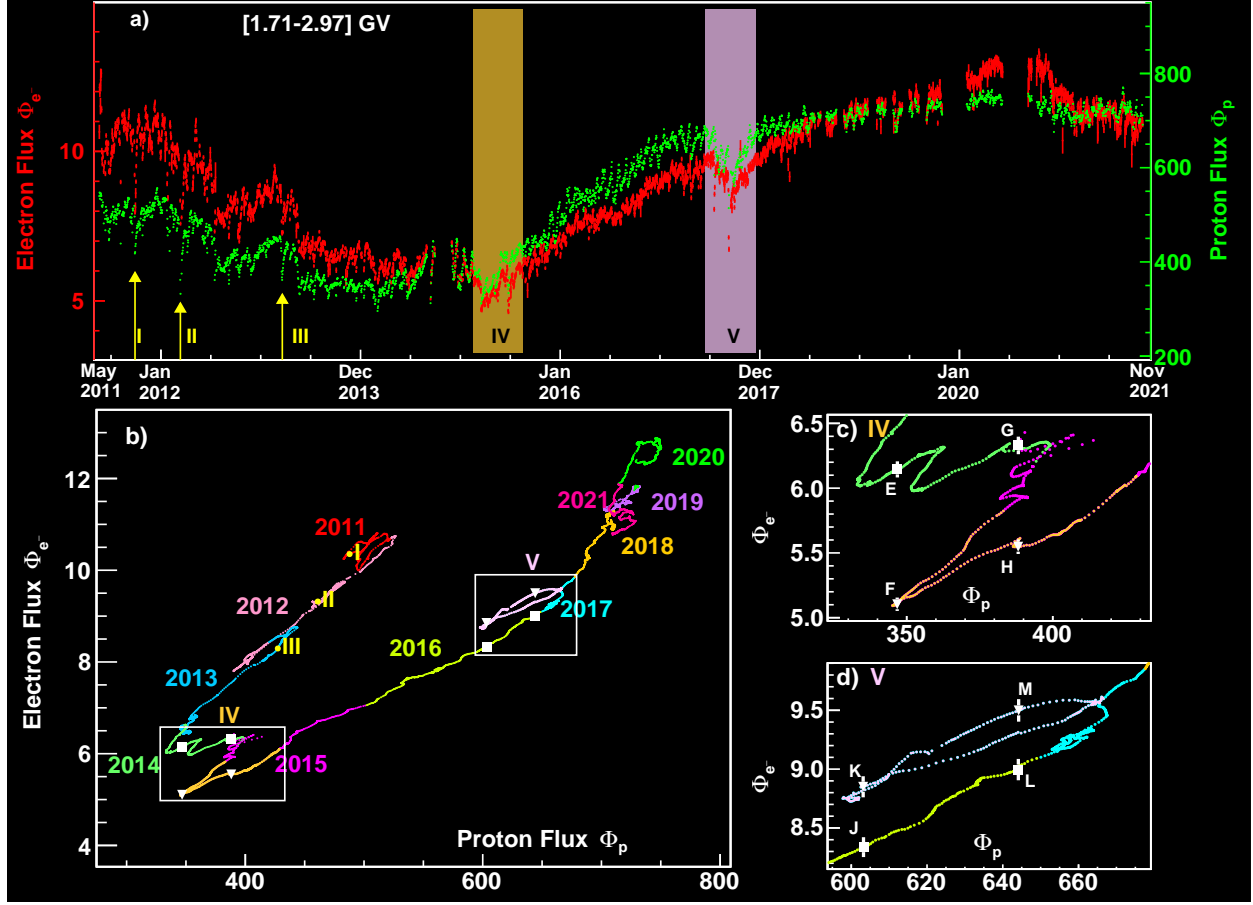 a)
[1.71-2.97] GV
Electron Flux Φe-
10
5
Proton Flux Φp
800
600
400
200
I
II
III
IV
V
May
2011
Jan
2012
Dec
2013
Jan
2016
Dec
2017
Jan
2020
Nov
2021
b)
Electron Flux Φe-
12
10
8
6
4
2020
2021
2019
2018
2011
I
V
2012
II
2017
III
2016
2013
IV
2014
2015
Proton Flux Φp
400
600
800
c)
IV
G
E
F
H
Φe-
6.5
6.0
5.5
5.0
Φp
350
400
d)
V
M
K
L
J
Φe-
9.5
9.0
8.5
Φp
600
620
640
660